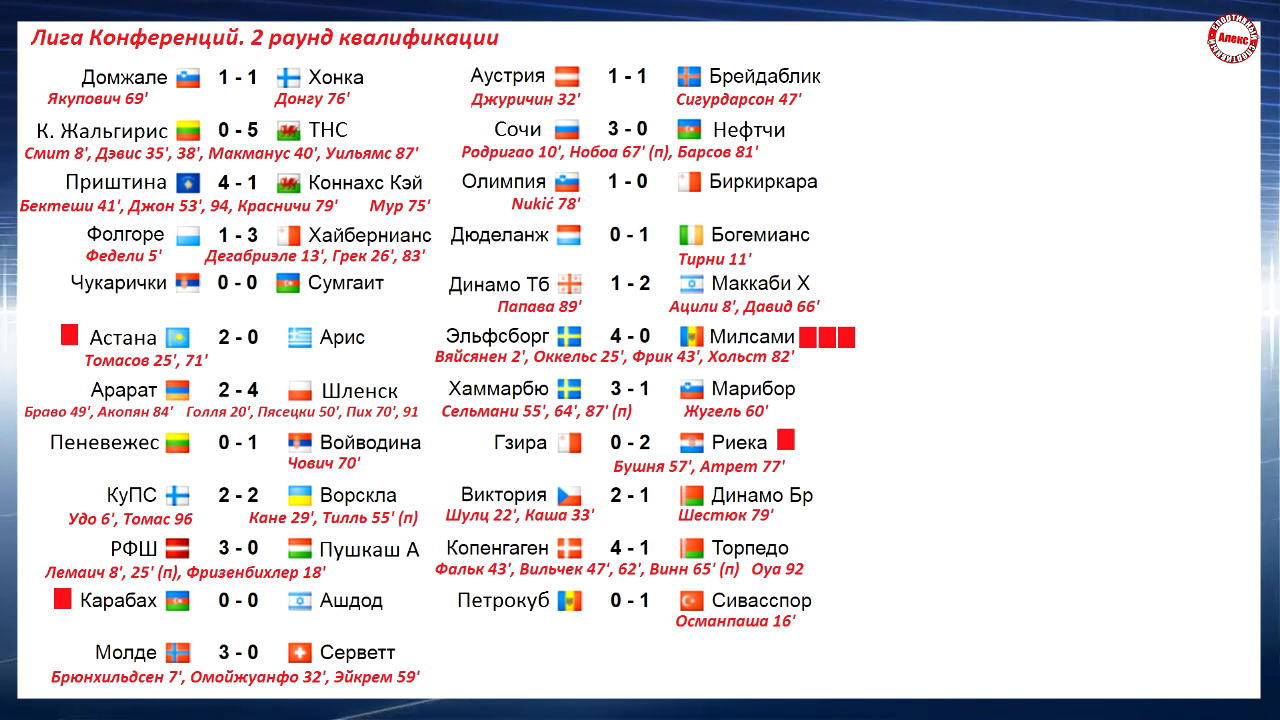 Лига Конференций. 2 раунд квалификации
СПОРТИВНЫЙ
Алекс
Домжале 1 - 1 Хонка
Якупович 69' Донгу 76'
К. Жальгирис 0 - 5 ТНС
Смит 8', Дэвис 35', 38', Макманус 40', Уильямс 87'
Приштина 4 - 1 Коннахс Кэй
Бектеши 41', Джон 53', 94, Красничи 79' Мур 75'
Фолгоре 1 - 3 Хайбернианс
Федели 5' Дегабриэле 13', Грек 26', 83'
Чукарички 0 - 0 Сумгаит
Астана 2 - 0 Арис
Томасов 25', 71'
Арарат 2 - 4 Шленск
Браво 49', Акопян 84' Голля 20', Пясецки 50', Пих 70', 91
Пеневежес 0 - 1 Войводина
Чович 70'
КуПС 2 - 2 Ворскла
Удо 6', Томас 96 Кане 29', Тилль 55' (п)
РФШ 3 - 0 Пушкаш А
Лемаич 8', 25' (п), Фризенбихлер 18'
Карабах 0 - 0 Ашдод
Молде 3 - 0 Серветт
Брюнхильдсен 7', Омойжуанфо 32', Эйкрем 59'
Аустрия 1 - 1 Брейдаблик
Джуричин 32' Сигурдарсон 47'
Сочи 3 - 0 Нефтчи
Родригао 10', Нобоа 67' (п), Барсов 81'
Олимпия 1 - 0 Биркиркара
Nukić 78'
Дюделанж 0 - 1 Богемианс
Тирни 11'
Динамо Тб 1 - 2 Маккаби Х
Папава 89' Ацили 8', Давид 66'
Эльфсборг 4 - 0 Милсами
Вяйсянен 2', Оккельс 25', Фрик 43', Хольст 82'
Хаммарбю 3 - 1 Марибор
Сельмани 55', 64', 87' (п) Жугель 60'
Гзира 0 - 2 Риека
Бушня 57', Атрет 77'
Виктория 2 - 1 Динамо Бр
Шулц 22', Каша 33' Шестюк 79'
Копенгаген 4 - 1 Торпедо
Фальк 43', Вильчек 47', 62', Винн 65' (п) Оуа 92
Петрокуб 0 - 1 Сивасспор
Османпаша 16'